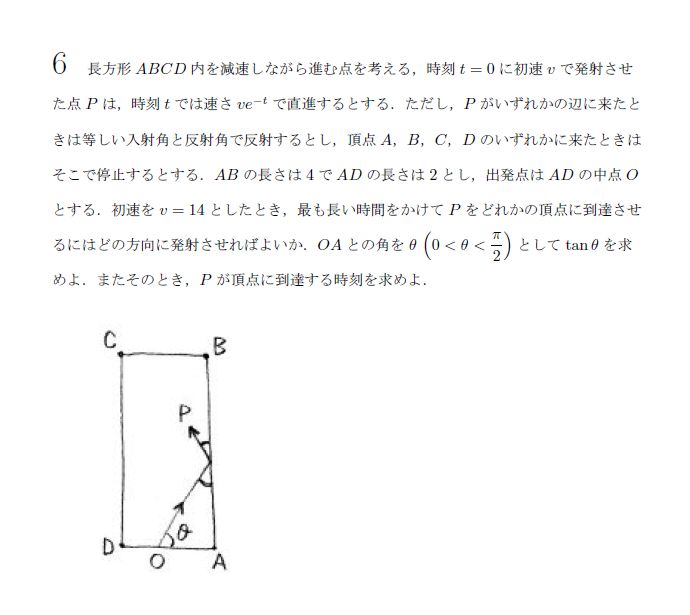 6 長方形 ABCD 内を減速しながら進む点を考える,時刻 t = 0 に初速 v で発射させ
た点 P は,時刻 t では速さ ve^{-t} で直進するとする.ただし,P がいずれかの辺に来たと
きは等しい入射角と反射角で反射するとし,頂点 A,B,C,D のいずれかに来たときは
そこで停止するとする.AB の長さは 4 で AD の長さは 2 とし,出発点は AD の中点 O
とする.初速を v = 14 としたとき,最も長い時間をかけて P をどれかの頂点に到達させ
るにはどの方向に発射させればよいか.OA との角を θ (0 < θ < π/2) として tan θ を求
めよ.またそのとき,P が頂点に到達する時刻を求めよ.
C
B
P
θ
D
O
A